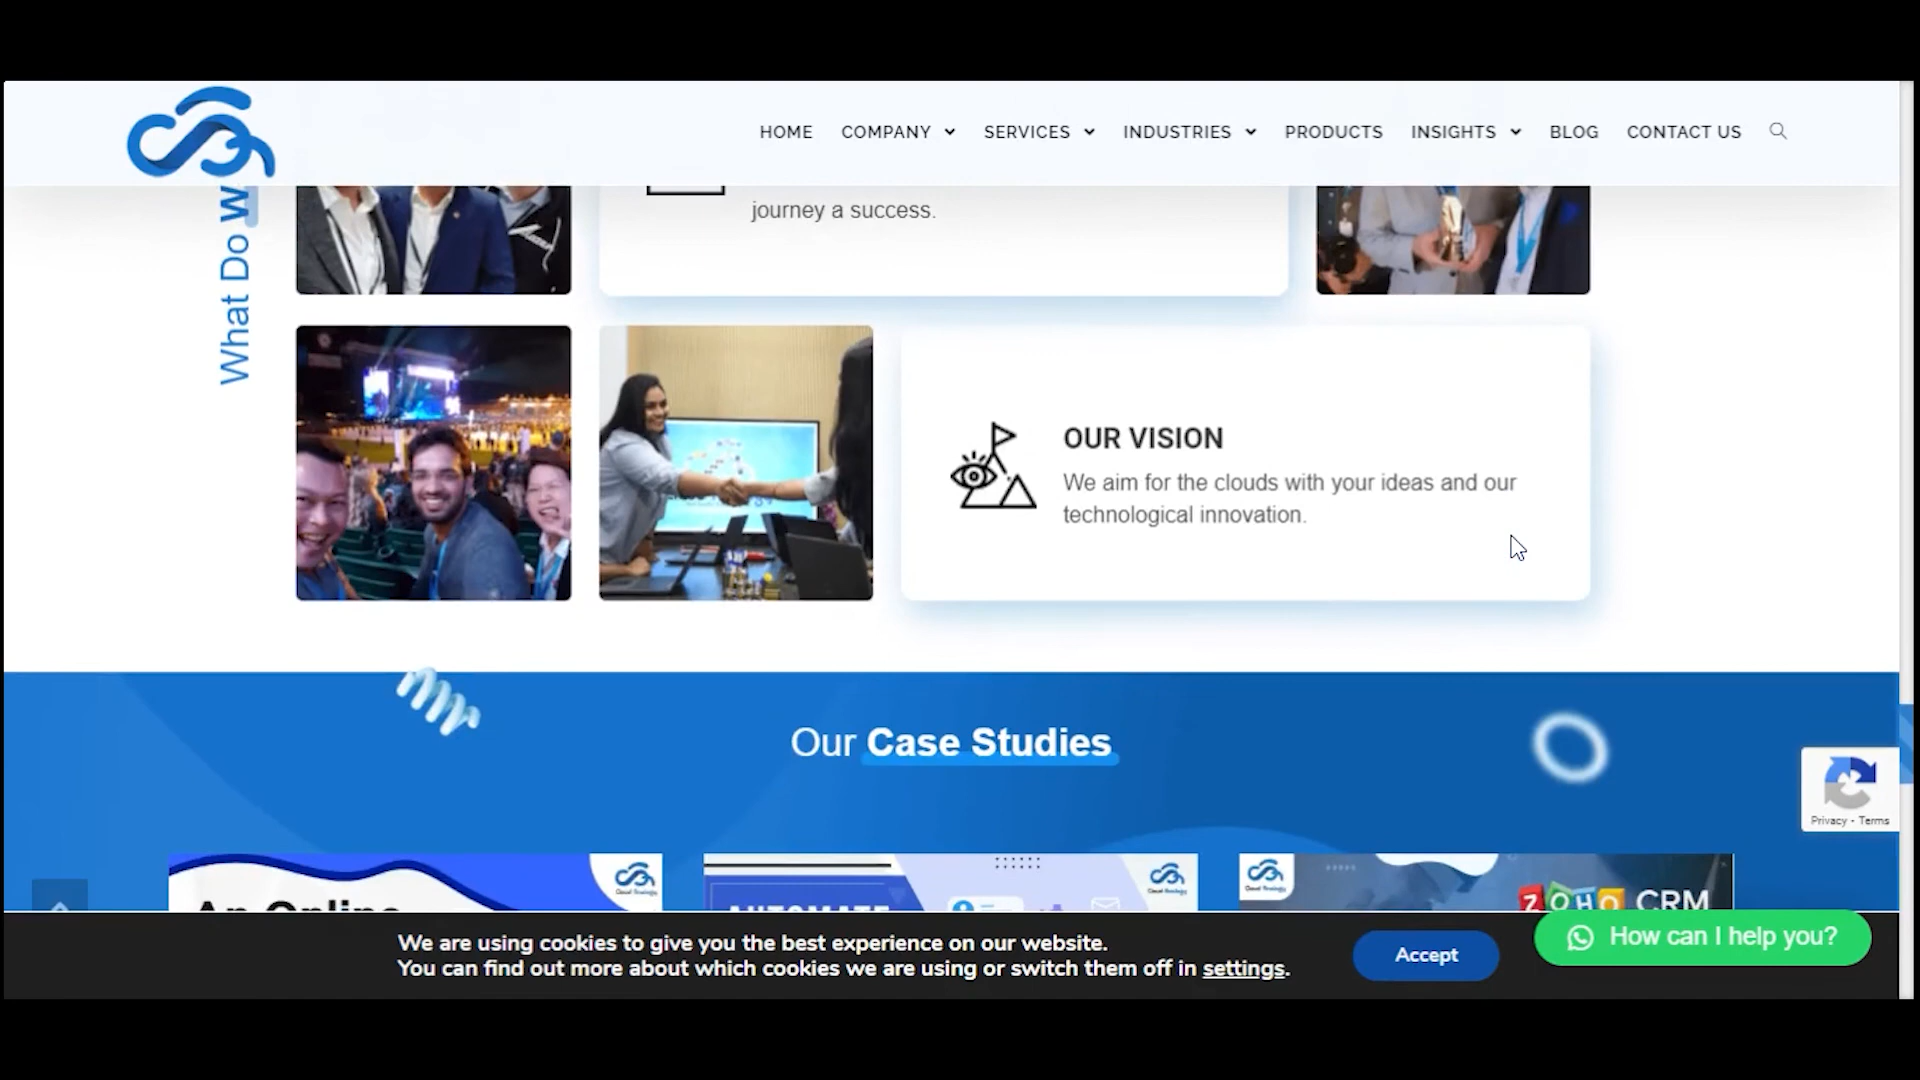 HOME COMPANY SERVICES INDUSTRIES PRODUCTS INSIGHTS BLOG CONTACT US
What Do W
journey a success.
OUR VISION
We aim for the clouds with your ideas and our
technological innovation.
Our Case Studies
Privacy - Terms
An Online
AUTOMATE
ZOHO CRM
We are using cookies to give you the best experience on our website.
You can find out more about which cookies we are using or switch them off in settings.
Accept
How can I help you?